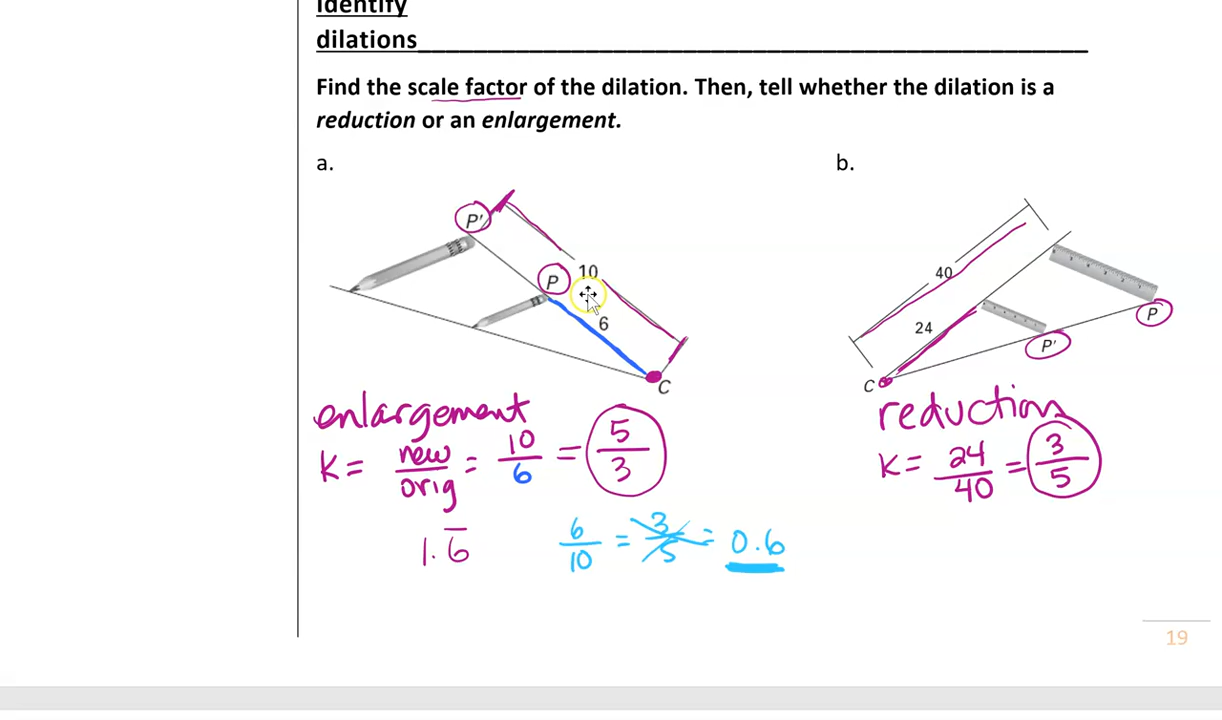 Identify
dilations
Find the scale factor of the dilation. Then, tell whether the dilation is a
reduction or an enlargement.
a.
P'
P
10
6
C
enlargement
K = new/orig = 10/6 = 5/3
1.6̅
6/10 = 3/5 = 0.6
b.
40
24
P
P'
C
reduction
K = 24/40 = 3/5
19